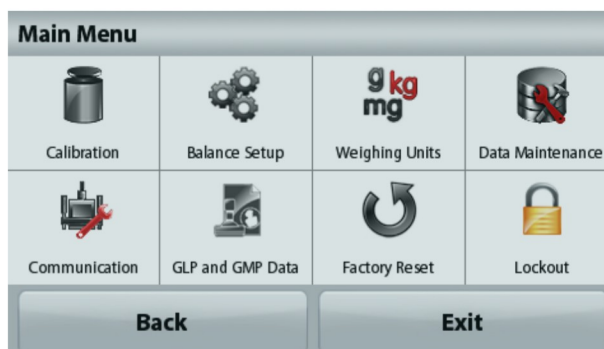 Main Menu
g kg
mg
Calibration
Balance Setup
Weighing Units
Data Maintenance
Communication
GLP and GMP Data
Factory Reset
Lockout
Back
Exit